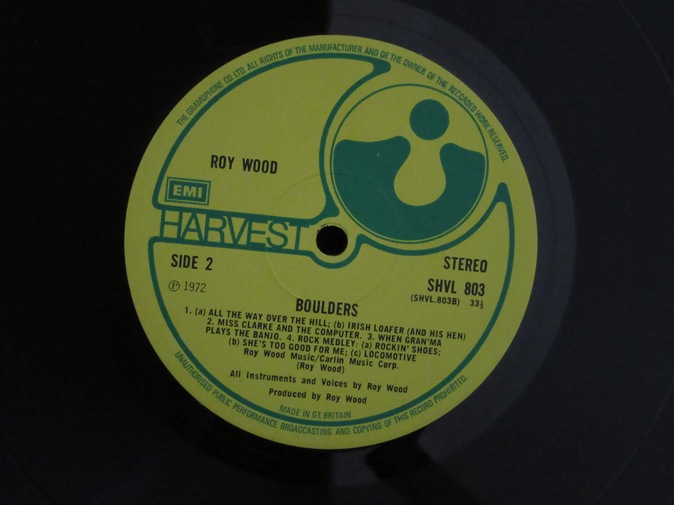 THE GRAMOPHONE CO. LTD. ALL RIGHTS OF THE MANUFACTURER AND OF THE OWNER OF THE RECORDED WORK RESERVED.
ROY WOOD
EMI
HARVEST
SIDE 2
STEREO
Ⓟ 1972
SHVL 803
(SHVL.803B) 33⅓
BOULDERS
1. (a) ALL THE WAY OVER THE HILL; (b) IRISH LOAFER (AND HIS HEN)
2. MISS CLARKE AND THE COMPUTER. 3. WHEN GRAN'MA
PLAYS THE BANJO. 4. ROCK MEDLEY: (a) ROCKIN' SHOES;
(b) SHE'S TOO GOOD FOR ME; (c) LOCOMOTIVE
Roy Wood Music/Carlin Music Corp.
(Roy Wood)
All Instruments and Voices by Roy Wood
Produced by Roy Wood
MADE IN GT. BRITAIN
UNAUTHORISED PUBLIC PERFORMANCE BROADCASTING AND COPYING OF THIS RECORD PROHIBITED.